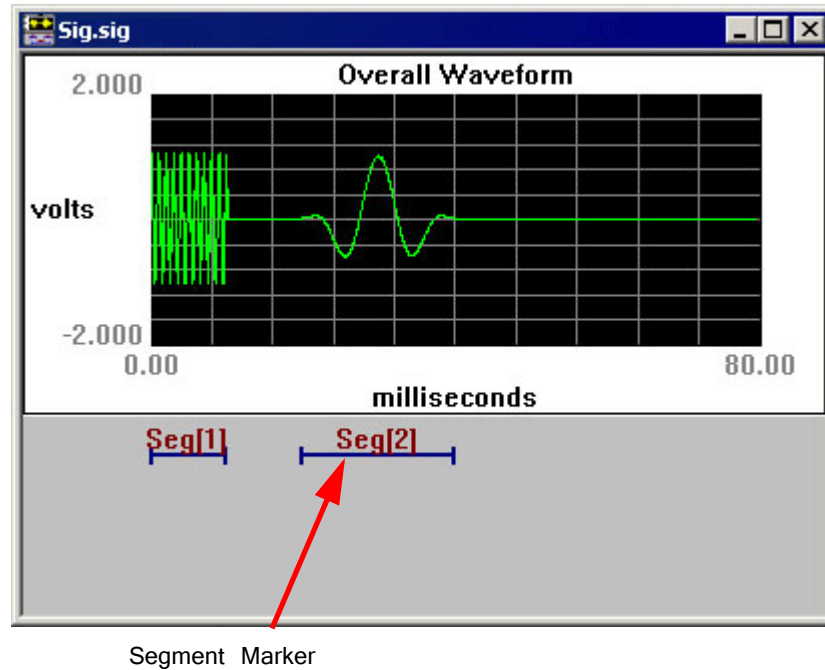 Sig.sig
Overall Waveform
2.000
volts
-2.000
0.00 80.00
milliseconds
Seg[1] Seg[2]
Segment Marker